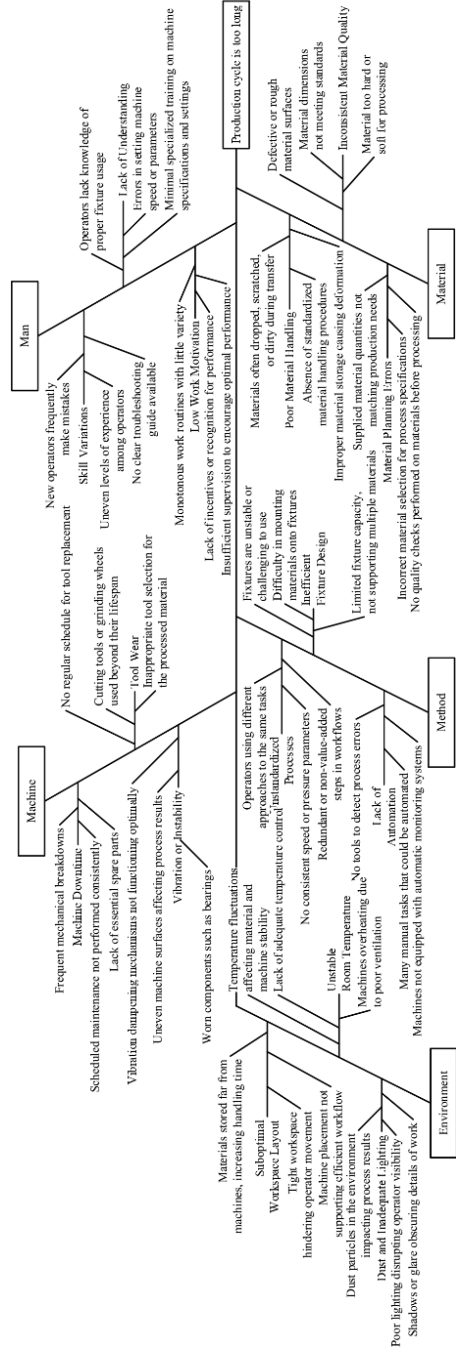 Machine
Man
No regular schedule for tool replacement
Cutting tools or grinding wheels
used beyond their lifespan
Tool Wear
Inappropriate tool selection for
the processed material
Frequent mechanical breakdowns
Machine Downtime
Scheduled maintenance not performed consistently
Lack of essential spare parts
Vibration dampening mechanisms not functioning optimally
Uneven machine surfaces affecting process results
Vibration or Instability
Worn components such as bearings
New operators frequently
make mistakes
Skill Variations
Uneven levels of experience
among operators
No clear troubleshooting
guide available
Operators lack knowledge of
proper fixture usage
Lack of Understanding
Errors in setting machine
speed or parameters
Minimal specialized training on machine
specifications and settings
Monotonous work routines with little variety
Low Work Motivation
Lack of incentives or recognition for performance
Insufficient supervision to encourage optimal performance
Production cycle is too long
Temperature fluctuations
affecting material and
machine stability
Lack of adequate temperature control
Unstable
Room Temperature
Machines overheating due
to poor ventilation
Materials stored far from
machines, increasing handling time
Suboptimal
Workspace Layout
Tight workspace
hindering operator movement
Machine placement not
supporting efficient workflow
Dust particles in the environment
impacting process results
Dust and Inadequate Lighting
Poor lighting disrupting operator visibility
Shadows or glare obscuring details of work
Environment
Operators using different
approaches to the same tasks
Processes
No consistent speed or pressure parameters
Redundant or non-value-added
steps in workflows
Fixtures are unstable or
challenging to use
Difficulty in mounting
materials onto fixtures
Inefficient
Fixture Design
Limited fixture capacity,
not supporting multiple materials
No tools to detect process errors
Lack of
Automation
Many manual tasks that could be automated
Machines not equipped with automatic monitoring systems
Method
Materials often dropped, scratched,
or dirty during transfer
Poor Material Handling
Absence of standardized
material handling procedures
Improper material storage causing deformation
Defective or rough
material surfaces
Material dimensions
not meeting standards
Inconsistent Material Quality
Material too hard or
soft for processing
Supplied material quantities not
matching production needs
Material Planning Errors
Incorrect material selection for process specifications
No quality checks performed on materials before processing
Material